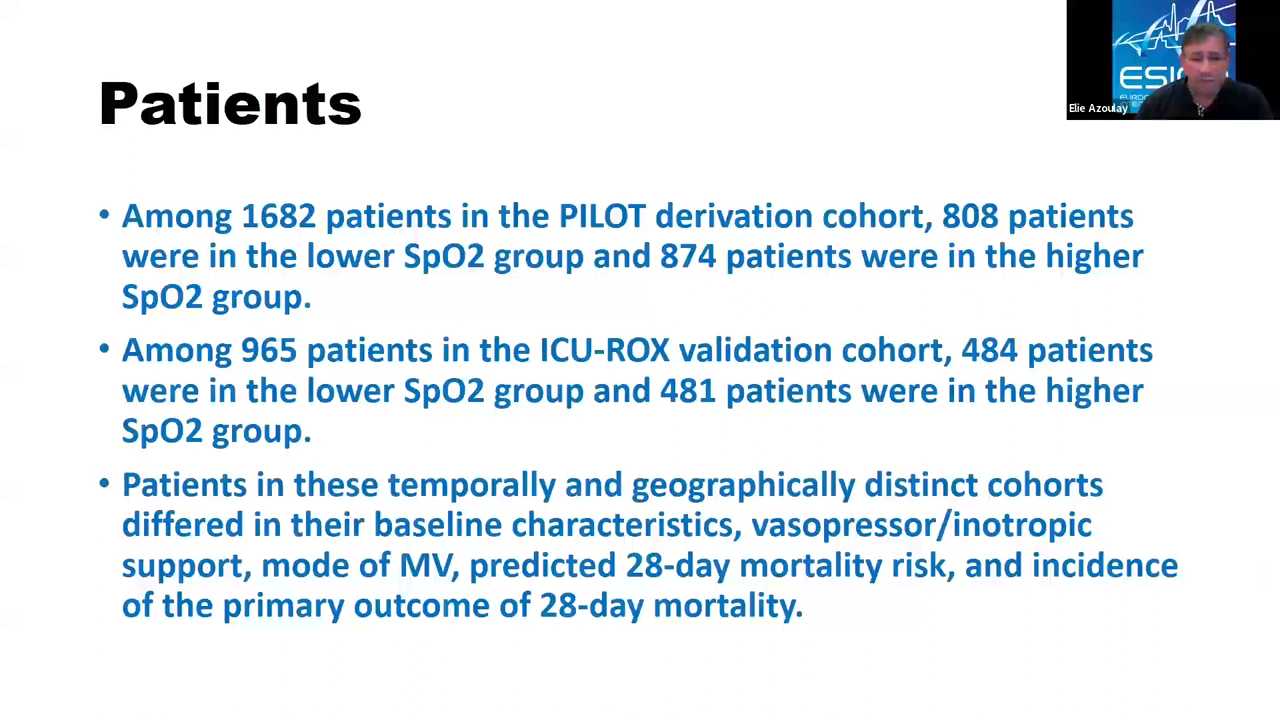 Patients
• Among 1682 patients in the PILOT derivation cohort, 808 patients
were in the lower SpO2 group and 874 patients were in the higher
SpO2 group.
• Among 965 patients in the ICU-ROX validation cohort, 484 patients
were in the lower SpO2 group and 481 patients were in the higher
SpO2 group.
• Patients in these temporally and geographically distinct cohorts
differed in their baseline characteristics, vasopressor/inotropic
support, mode of MV, predicted 28-day mortality risk, and incidence
of the primary outcome of 28-day mortality.
Elie Azoulay